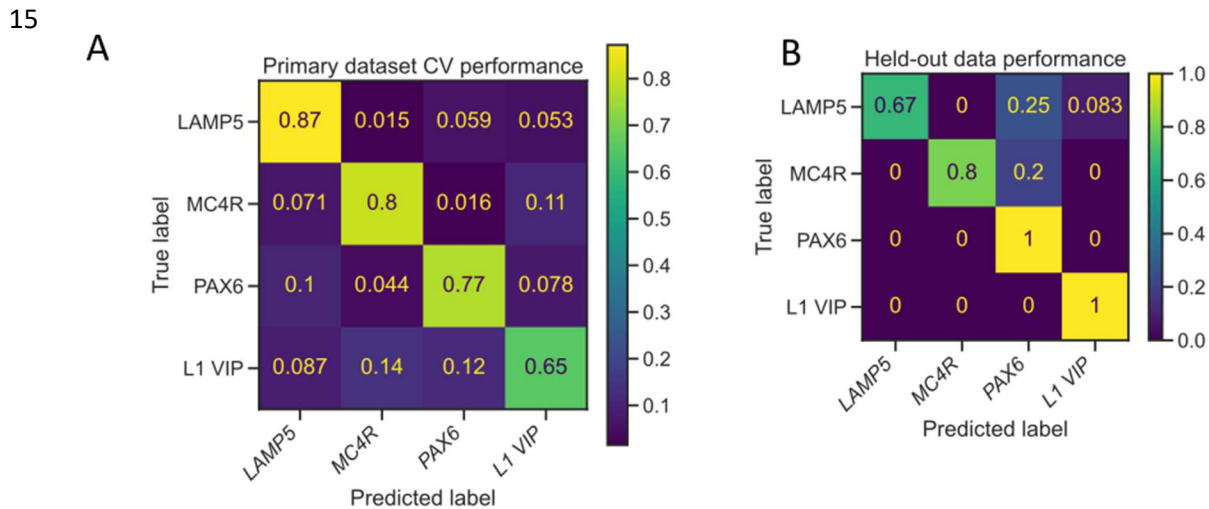 15
A
Primary dataset CV performance
True label
LAMP5
0.87 0.015 0.059 0.053
MC4R
0.071 0.8 0.016 0.11
PAX6
0.1 0.044 0.77 0.078
L1 VIP
0.087 0.14 0.12 0.65
LAMP5 MC4R PAX6 L1 VIP
Predicted label
0.8
0.7
0.6
0.5
0.4
0.3
0.2
0.1
B
Held-out data performance
True label
LAMP5
0.67 0 0.25 0.083
MC4R
0 0.8 0.2 0
PAX6
0 0 1 0
L1 VIP
0 0 0 1
LAMP5 MC4R PAX6 L1 VIP
Predicted label
1.0
0.8
0.6
0.4
0.2
0.0